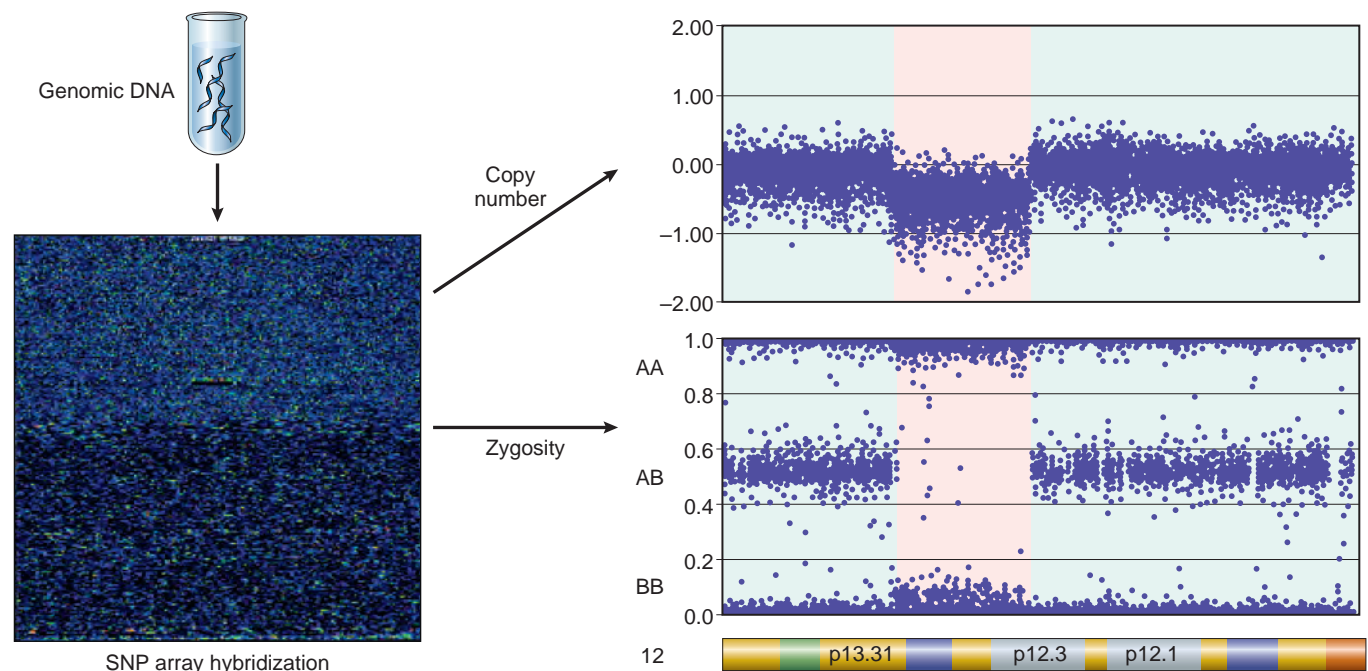 Genomic DNA
SNP array hybridization
Copy
number
Zygosity
2.00
1.00
0.00
–1.00
–2.00
1.0
AA
0.8
0.6
AB
0.4
0.2
BB
0.0
12 p13.31 p12.3 p12.1